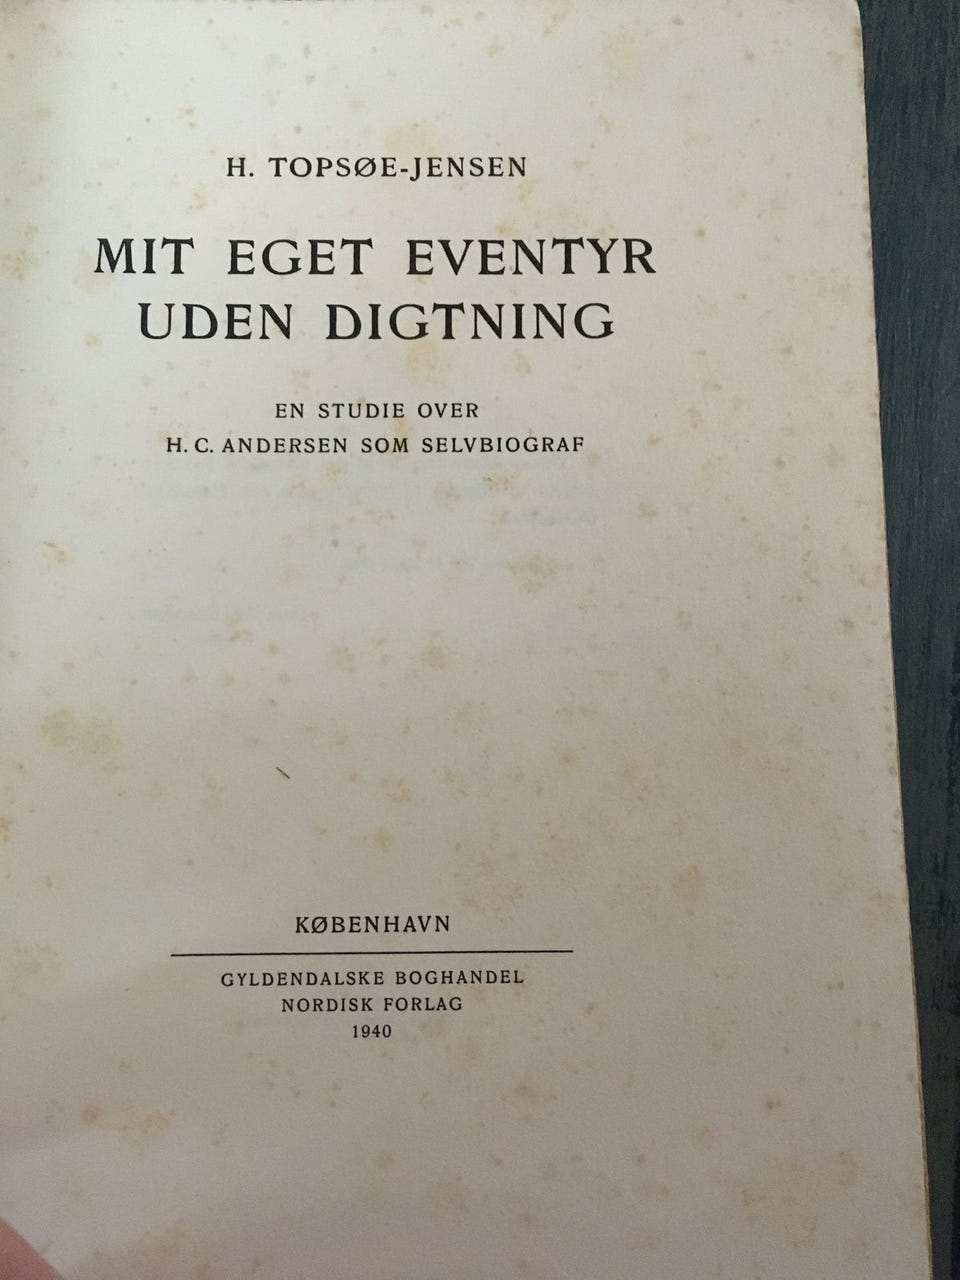 H. TOPSØE-JENSEN
MIT EGET EVENTYR
UDEN DIGTNING
EN STUDIE OVER
H. C. ANDERSEN SOM SELVBIOGRAF
KØBENHAVN
GYLDENDALSKE BOGHANDEL
NORDISK FORLAG
1940